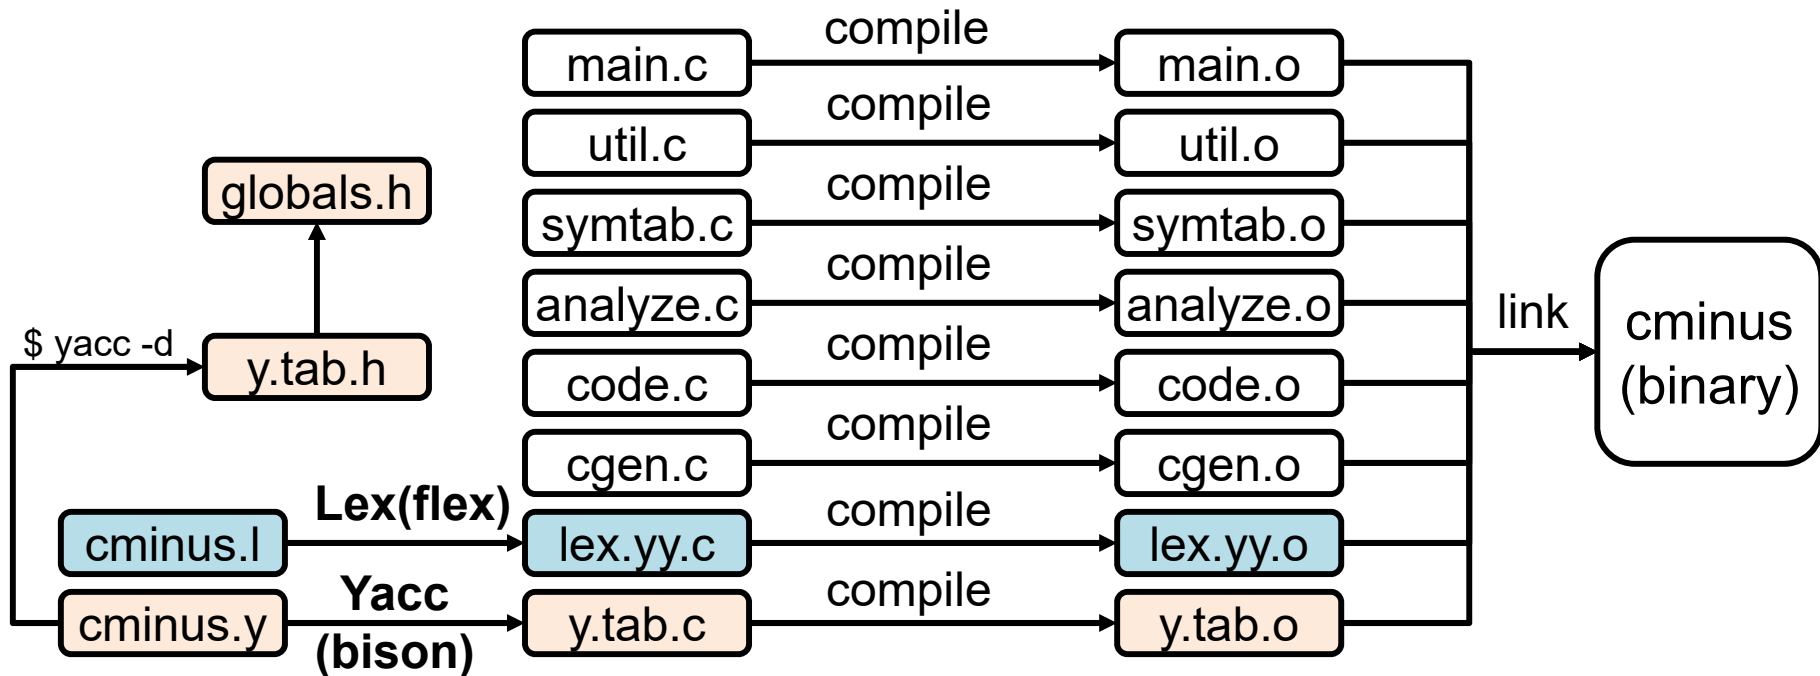 compile
main.c
main.o
compile
util.c
util.o
compile
globals.h
symtab.c
symtab.o
compile
analyze.c
analyze.o
link
cminus
(binary)
$ yacc -d
y.tab.h
compile
code.c
code.o
compile
cgen.c
cgen.o
Lex(flex)
compile
cminus.l
lex.yy.c
lex.yy.o
Yacc
(bison)
compile
cminus.y
y.tab.c
y.tab.o